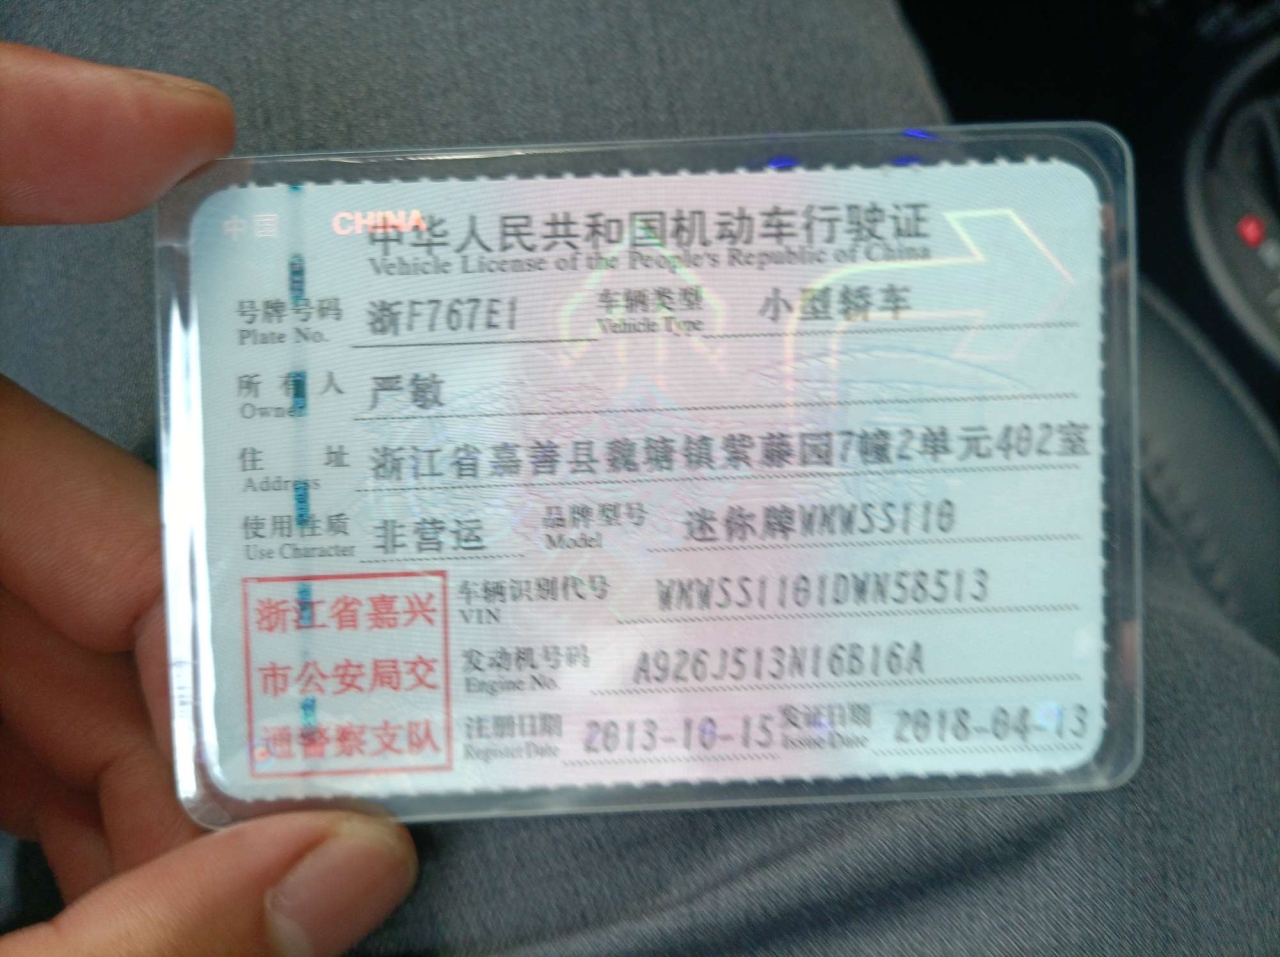 中国 CHINA
中华人民共和国机动车行驶证
Vehicle License of the People's Republic of China
号牌号码 浙F767E1 车辆类型 小型轿车
Plate No. Vehicle Type
所有人 严敏
Owner
住址 浙江省嘉善县魏塘镇紫藤园7幢2单元402室
Address
使用性质 非营运 品牌型号 迷你牌WMWSS110
Use Character Model
浙江省嘉兴
市公安局交
通警察支队
车辆识别代号 WMWSS1101DWN58513
VIN
发动机号码 A926J513N16B16A
Engine No.
注册日期 2013-10-15 发证日期 2018-04-13
Register Date Issue Date